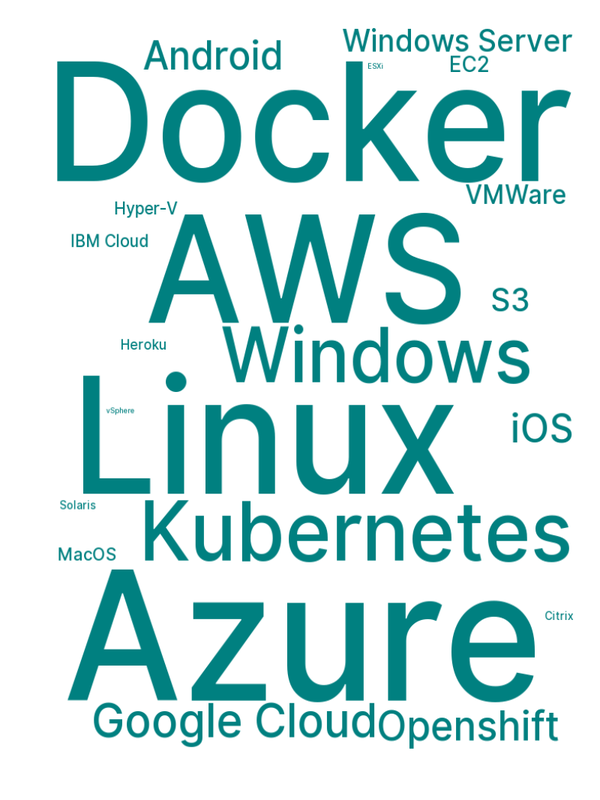 Android
Windows Server
EC2
ESXi
Docker
VMWare
Hyper-V
IBM Cloud
AWS
S3
Heroku
Windows
vSphere
Linux
iOS
Solaris
Kubernetes
MacOS
Azure
Citrix
Google Cloud
Openshift